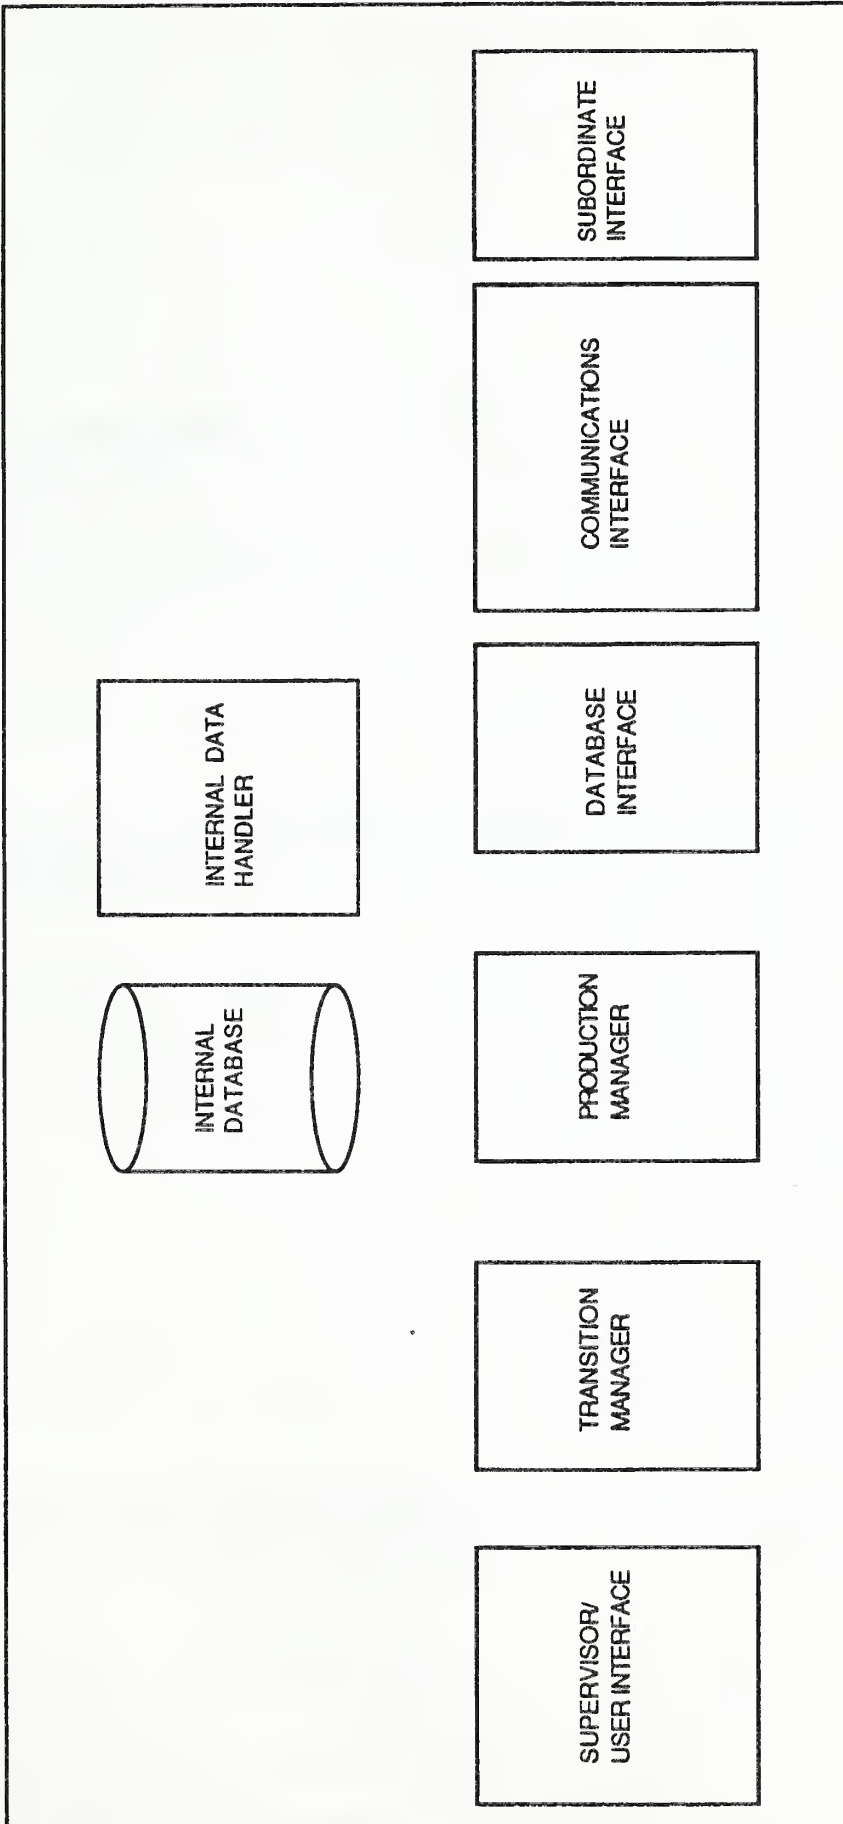 INTERNAL
DATABASE
INTERNAL DATA
HANDLER
SUPERVISOR/
USER INTERFACE
TRANSITION
MANAGER
PRODUCTION
MANAGER
DATABASE
INTERFACE
COMMUNICATIONS
INTERFACE
SUBORDINATE
INTERFACE